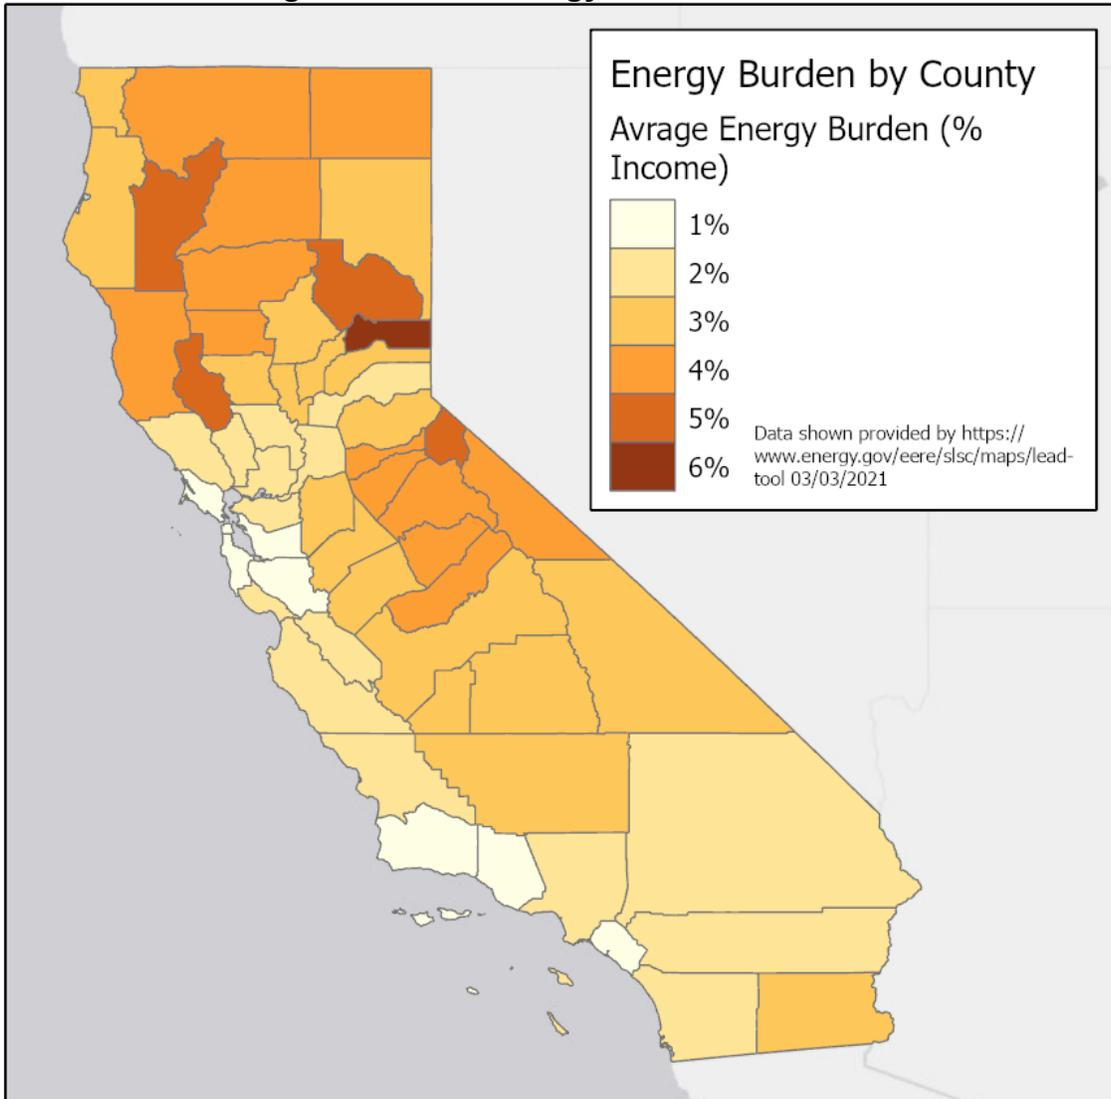 Energy Burden by County
Avrage Energy Burden (%
Income)
1%
2%
3%
4%
5%
6%
Data shown provided by https://
www.energy.gov/eere/slsc/maps/lead-
tool 03/03/2021